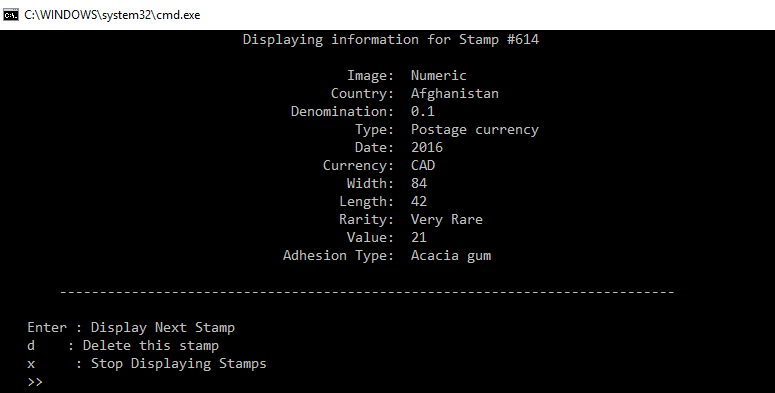 C:\WINDOWS\system32\cmd.exe
Displaying information for Stamp #614
Image: Numeric
Country: Afghanistan
Denomination: 0.1
Type: Postage currency
Date: 2016
Currency: CAD
Width: 84
Length: 42
Rarity: Very Rare
Value: 21
Adhesion Type: Acacia gum
-----------------------------------------------------------------------------
Enter : Display Next Stamp
d    : Delete this stamp
x     : Stop Displaying Stamps
>>